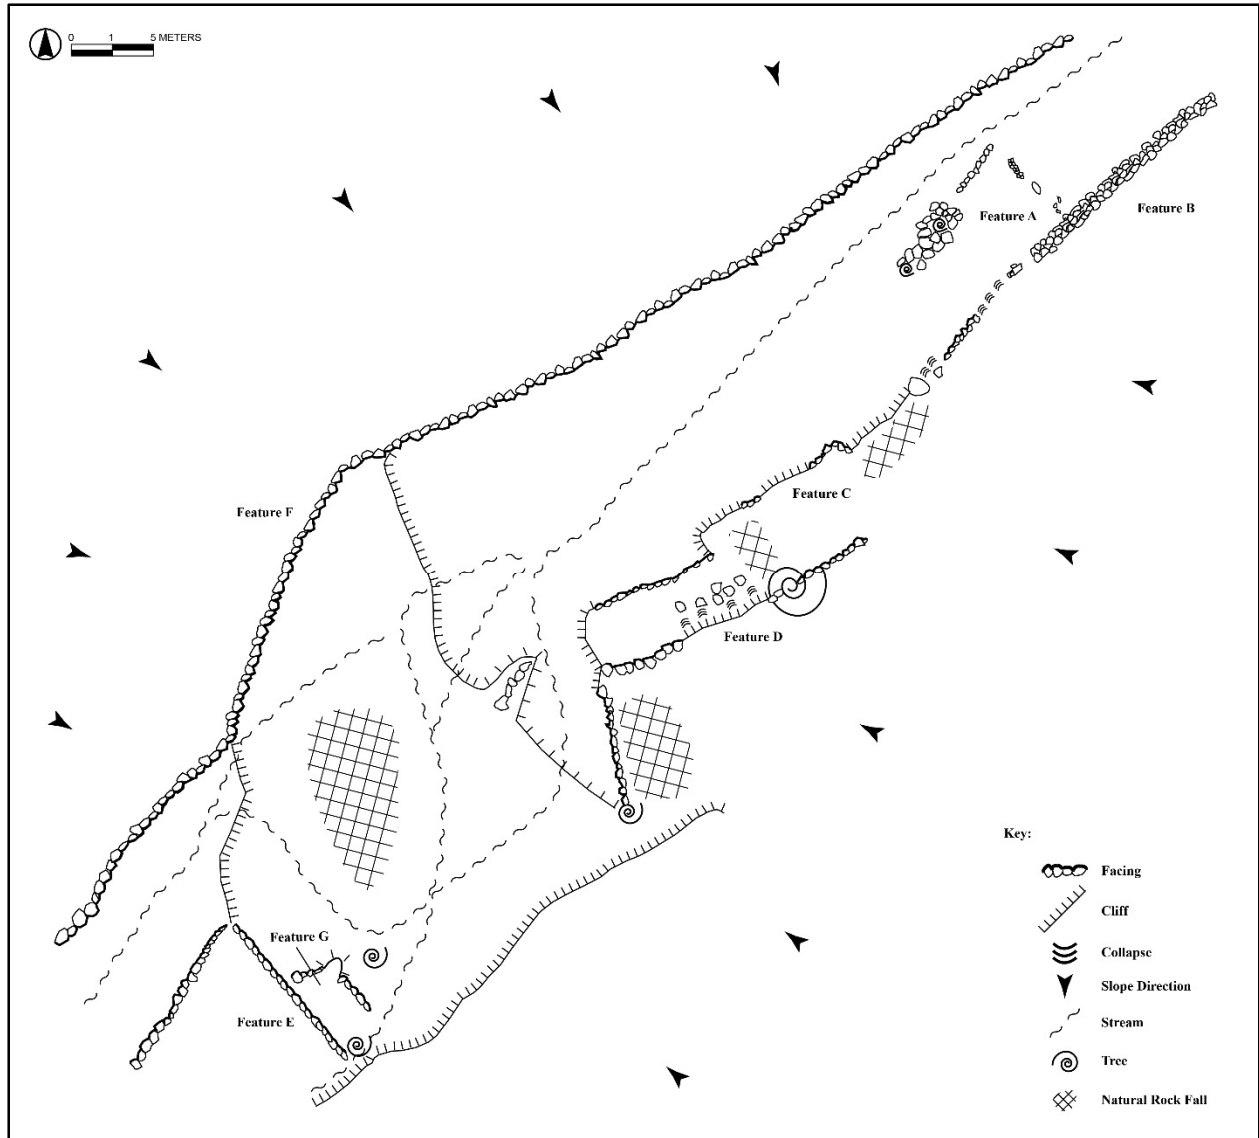 0 1 5 METERS
Feature A
Feature B
Feature C
Feature F
Feature D
Feature G
Feature E
Key:
Facing
Cliff
Collapse
Slope Direction
Stream
Tree
Natural Rock Fall